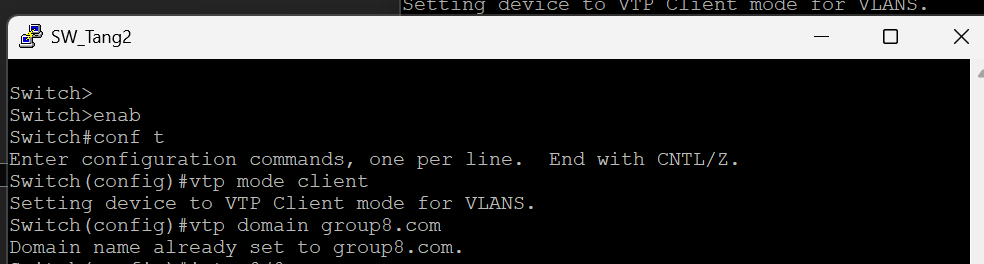 Setting device to VTP Client mode for VLANS.
SW_Tang2
Switch>
Switch>enab
Switch#conf t
Enter configuration commands, one per line.  End with CNTL/Z.
Switch(config)#vtp mode client
Setting device to VTP Client mode for VLANS.
Switch(config)#vtp domain group8.com
Domain name already set to group8.com.